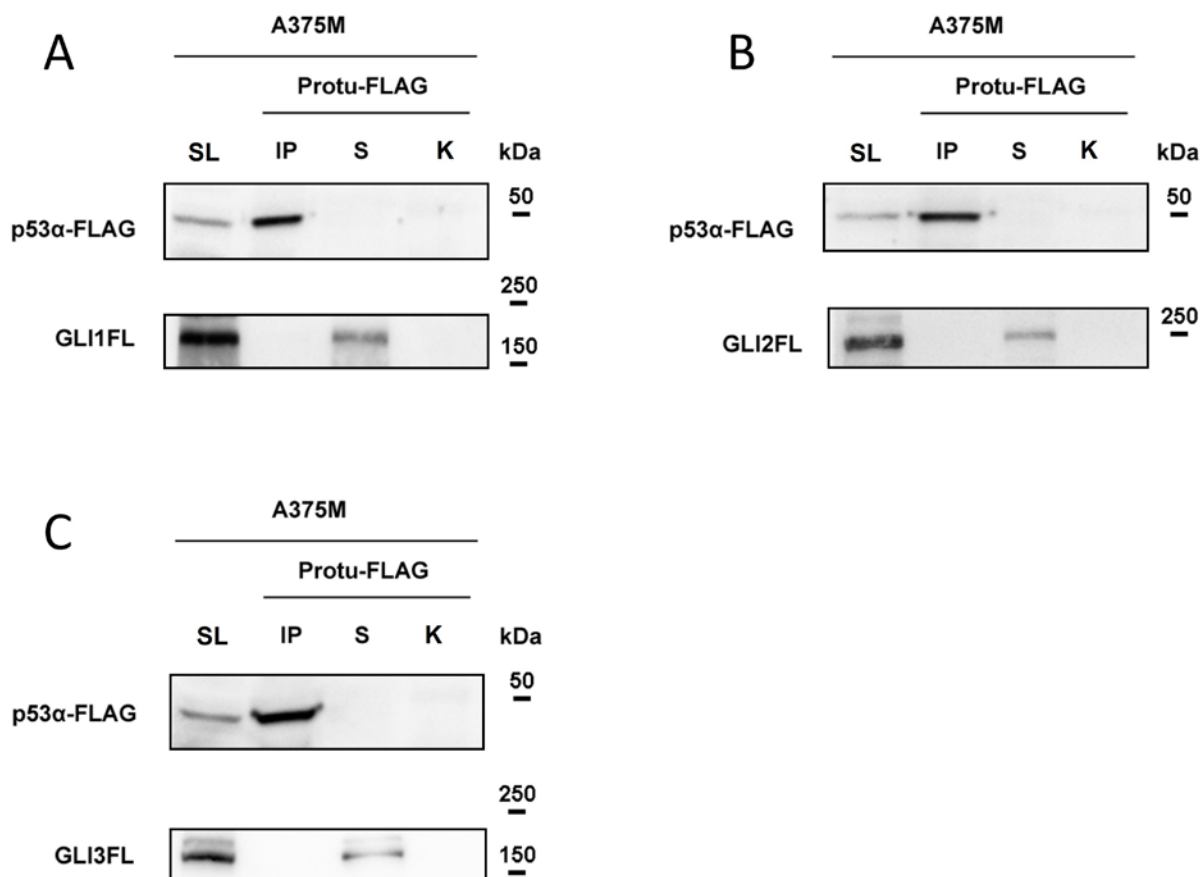 A
A375M
Protu-FLAG
SL IP S K kDa
p53α-FLAG
50
250
GLI1FL
150
B
A375M
Protu-FLAG
SL IP S K kDa
p53α-FLAG
50
GLI2FL
250
C
A375M
Protu-FLAG
SL IP S K kDa
p53α-FLAG
50
250
GLI3FL
150